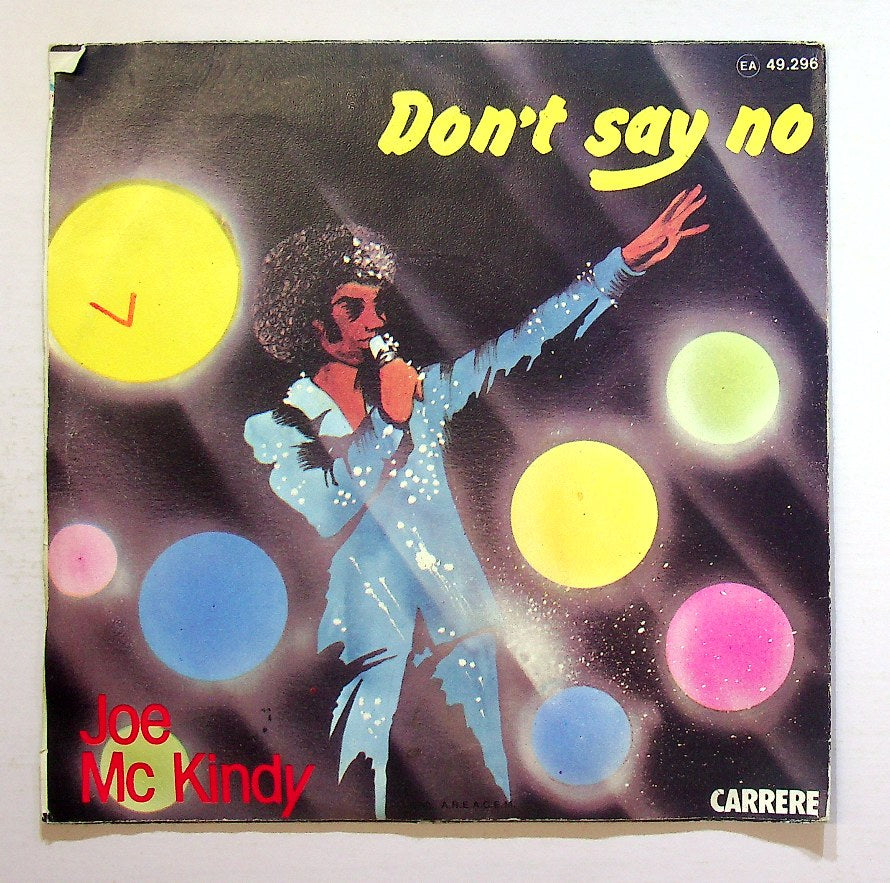 EA 49.296
Don't say no
Joe
Mc Kindy
A.R.E.A.C.E.M.
CARRERE